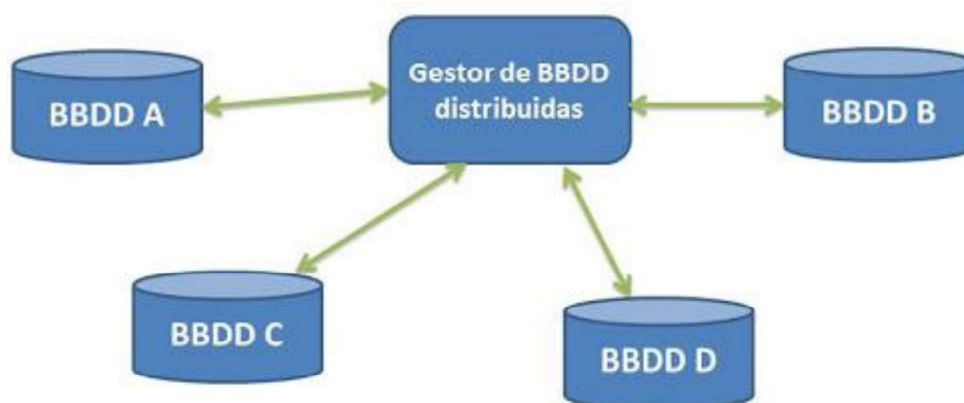 Gestor de BBDD
distribuidas
BBDD A
BBDD B
BBDD C
BBDD D